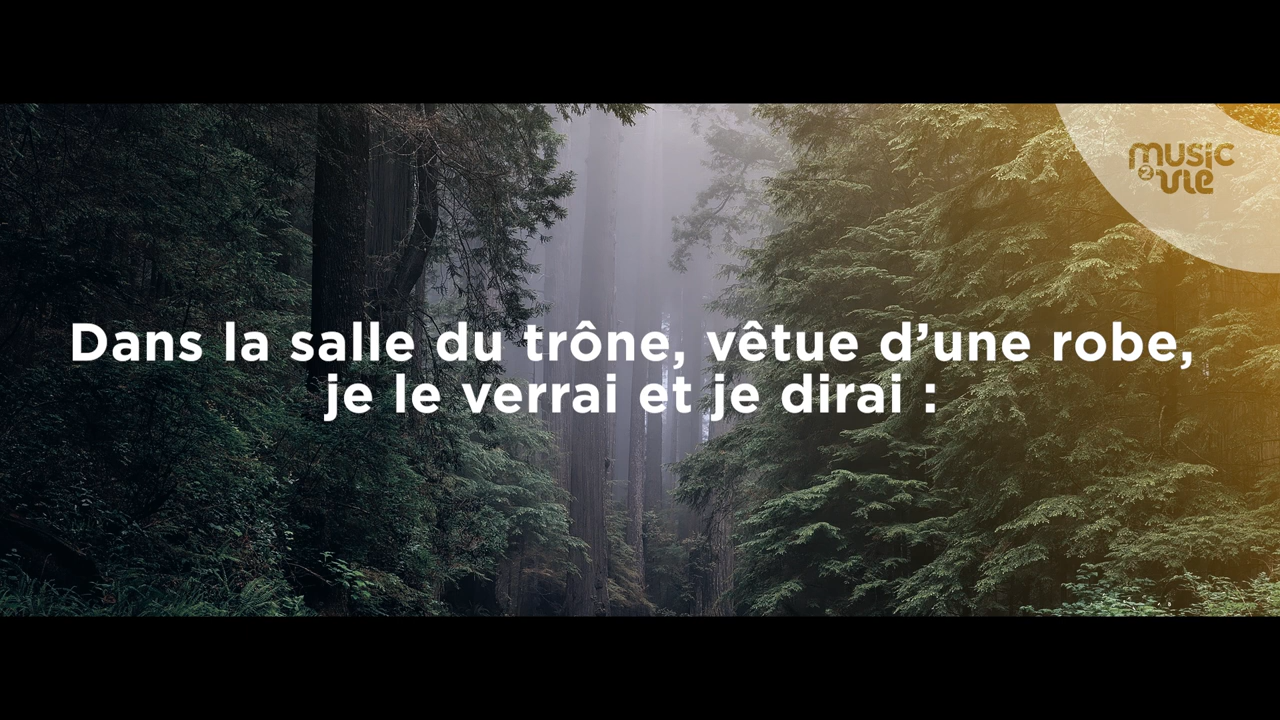 music
2 vie
Dans la salle du trône, vêtue d’une robe,
je le verrai et je dirai :